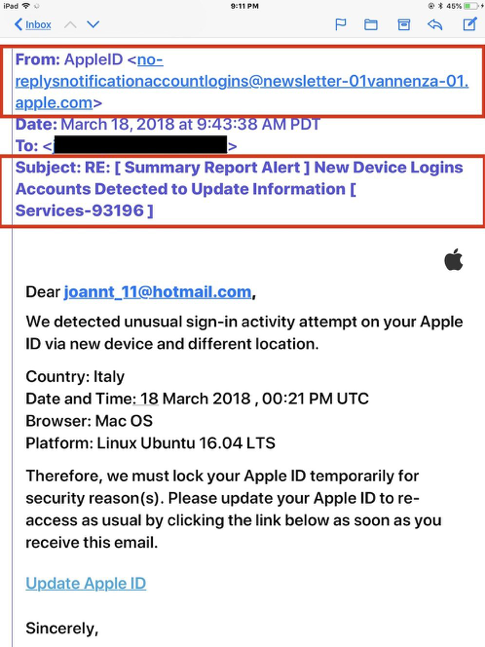 iPad 9:11 PM 45%
Inbox
From: AppleID <no-
replysnotificationaccountlogins@newsletter-01vannenza-01.
apple.com>
Date: March 18, 2018 at 9:43:38 AM PDT
To: < >
Subject: RE: [ Summary Report Alert ] New Device Logins
Accounts Detected to Update Information [
Services-93196 ]
Dear joannt_11@hotmail.com,
We detected unusual sign-in activity attempt on your Apple
ID via new device and different location.
Country: Italy
Date and Time: 18 March 2018 , 00:21 PM UTC
Browser: Mac OS
Platform: Linux Ubuntu 16.04 LTS
Therefore, we must lock your Apple ID temporarily for
security reason(s). Please update your Apple ID to re-
access as usual by clicking the link below as soon as you
receive this email.
Update Apple ID
Sincerely,